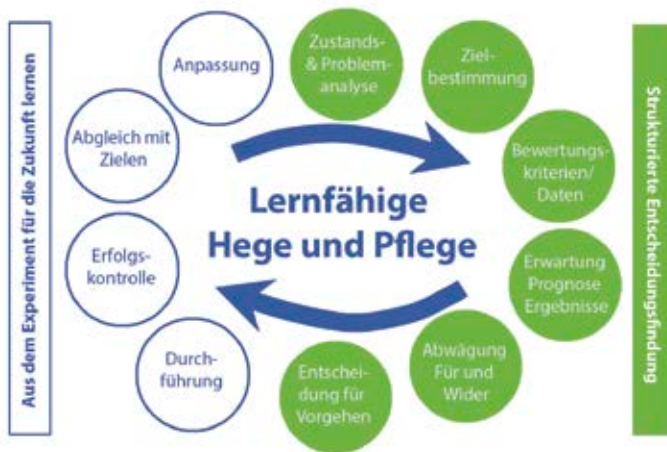 Aus dem Experiment für die Zukunft lernen
Anpassung
Zustands-
& Problem-
analyse
Ziel-
bestimmung
Abgleich mit
Zielen
Bewertungs-
kriterien/
Daten
Lernfähige
Hege und Pflege
Erfolgs-
kontrolle
Erwartung
Prognose
Ergebnisse
Durch-
führung
Entschei-
dung für
Vorgehen
Abwägung
Für und
Wider
Strukturierte Entscheidungsfindung